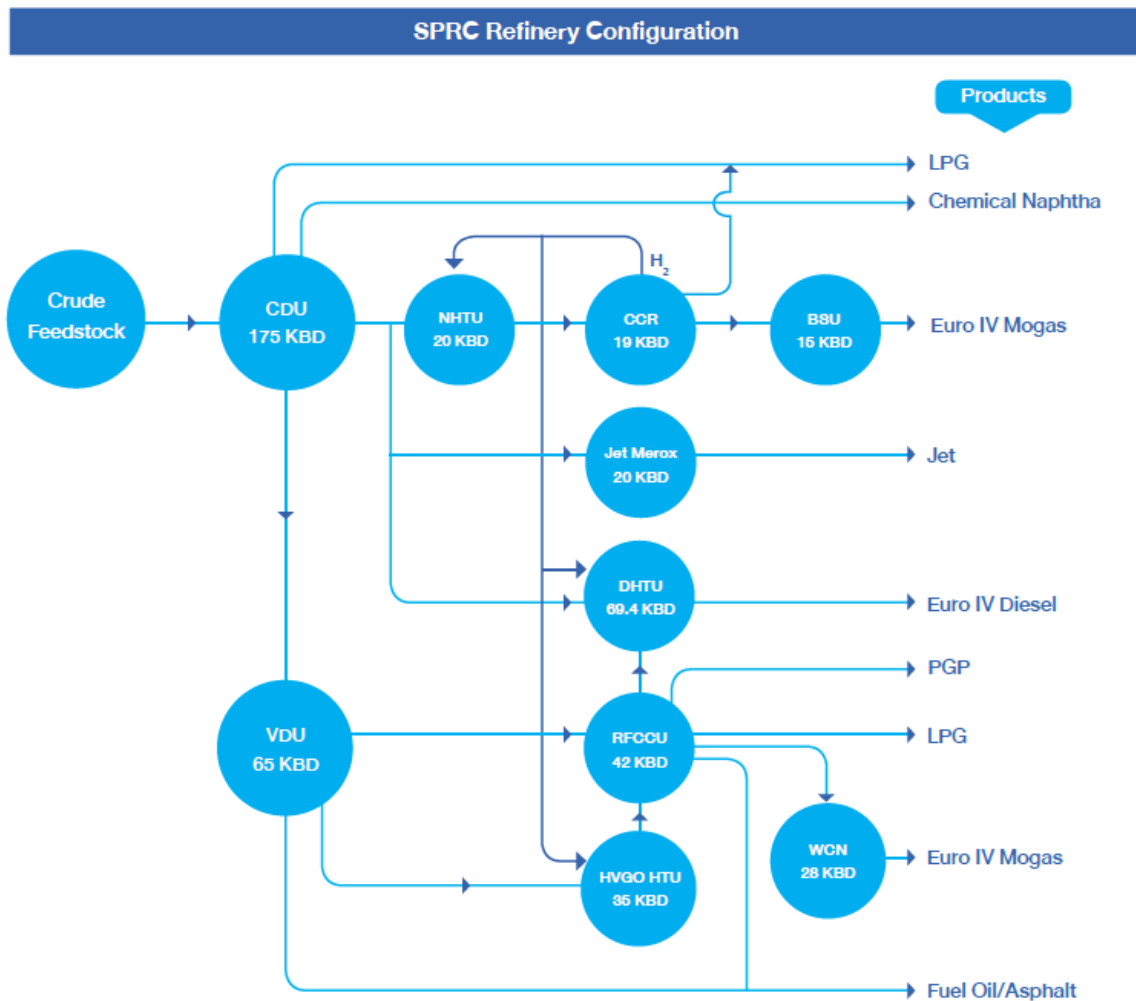 SPRC Refinery Configuration
Products
LPG
Chemical Naphtha
H2
Crude
Feedstock
CDU
175 KBD
NHTU
20 KBD
CCR
19 KBD
BSU
15 KBD
Euro IV Mogas
Jet Merox
20 KBD
Jet
DHTU
69.4 KBD
Euro IV Diesel
PGP
VDU
65 KBD
RFCCU
42 KBD
LPG
WCN
28 KBD
Euro IV Mogas
HVGO HTU
35 KBD
Fuel Oil/Asphalt